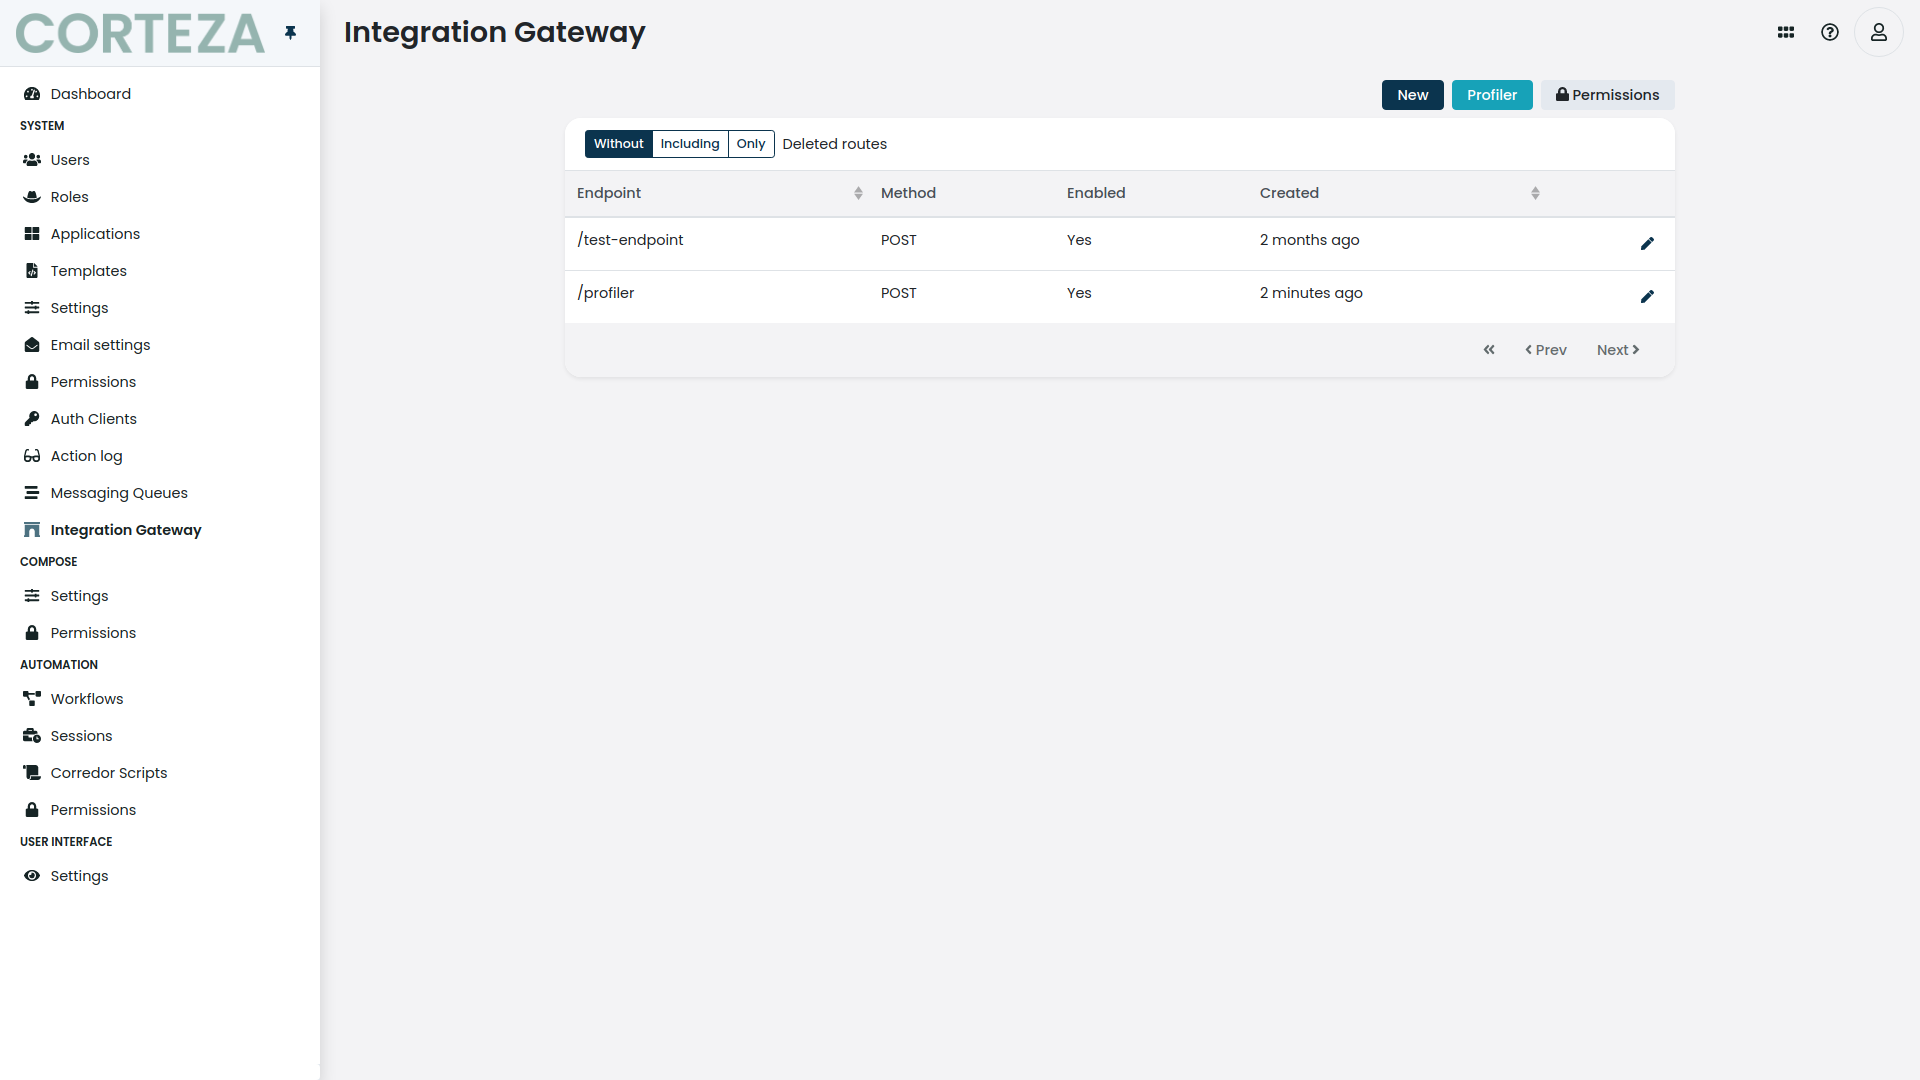 CORTEZA
Integration Gateway
Dashboard
SYSTEM
Users
Roles
Applications
Templates
Settings
Email settings
Permissions
Auth Clients
Action log
Messaging Queues
Integration Gateway
COMPOSE
Settings
Permissions
AUTOMATION
Workflows
Sessions
Corredor Scripts
Permissions
USER INTERFACE
Settings
New Profiler Permissions
Without Including Only Deleted routes
Endpoint Method Enabled Created
/test-endpoint POST Yes 2 months ago
/profiler POST Yes 2 minutes ago
« ‹ Prev Next ›